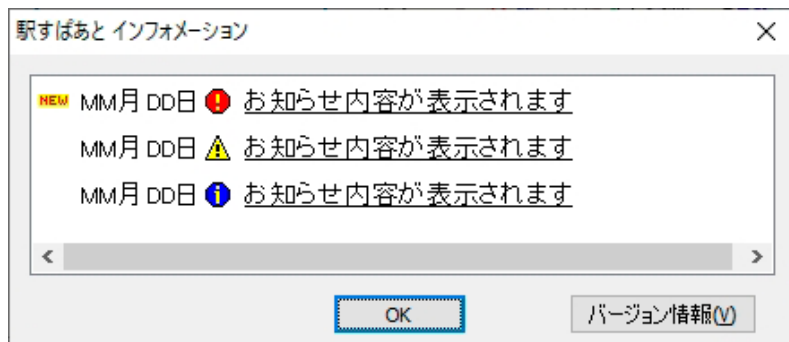 駅すぱあと インフォメーション
NEW MM月 DD日 お知らせ内容が表示されます
MM月 DD日 お知らせ内容が表示されます
MM月 DD日 お知らせ内容が表示されます
OK バージョン情報(V)